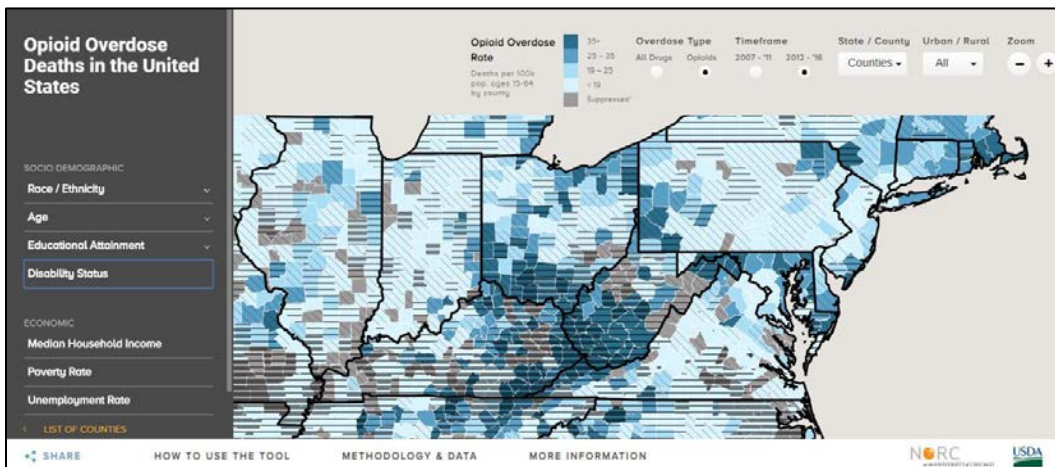 Opioid Overdose
Deaths in the United
States
SOCIO DEMOGRAPHIC
Race / Ethnicity
Age
Educational Attainment
Disability Status
ECONOMIC
Median Household Income
Poverty Rate
Unemployment Rate
< LIST OF COUNTIES
Opioid Overdose
Rate
Deaths per 100k
pop. ages 15-64
by county
35+
25 - 35
19 - 25
< 19
Suppressed
Overdose Type
All Drugs Opioids
Timeframe
2007 - '11 2012 - '16
State / County
Counties
Urban / Rural
All
Zoom
- +
SHARE
HOW TO USE THE TOOL
METHODOLOGY & DATA
MORE INFORMATION
NORC
USDA